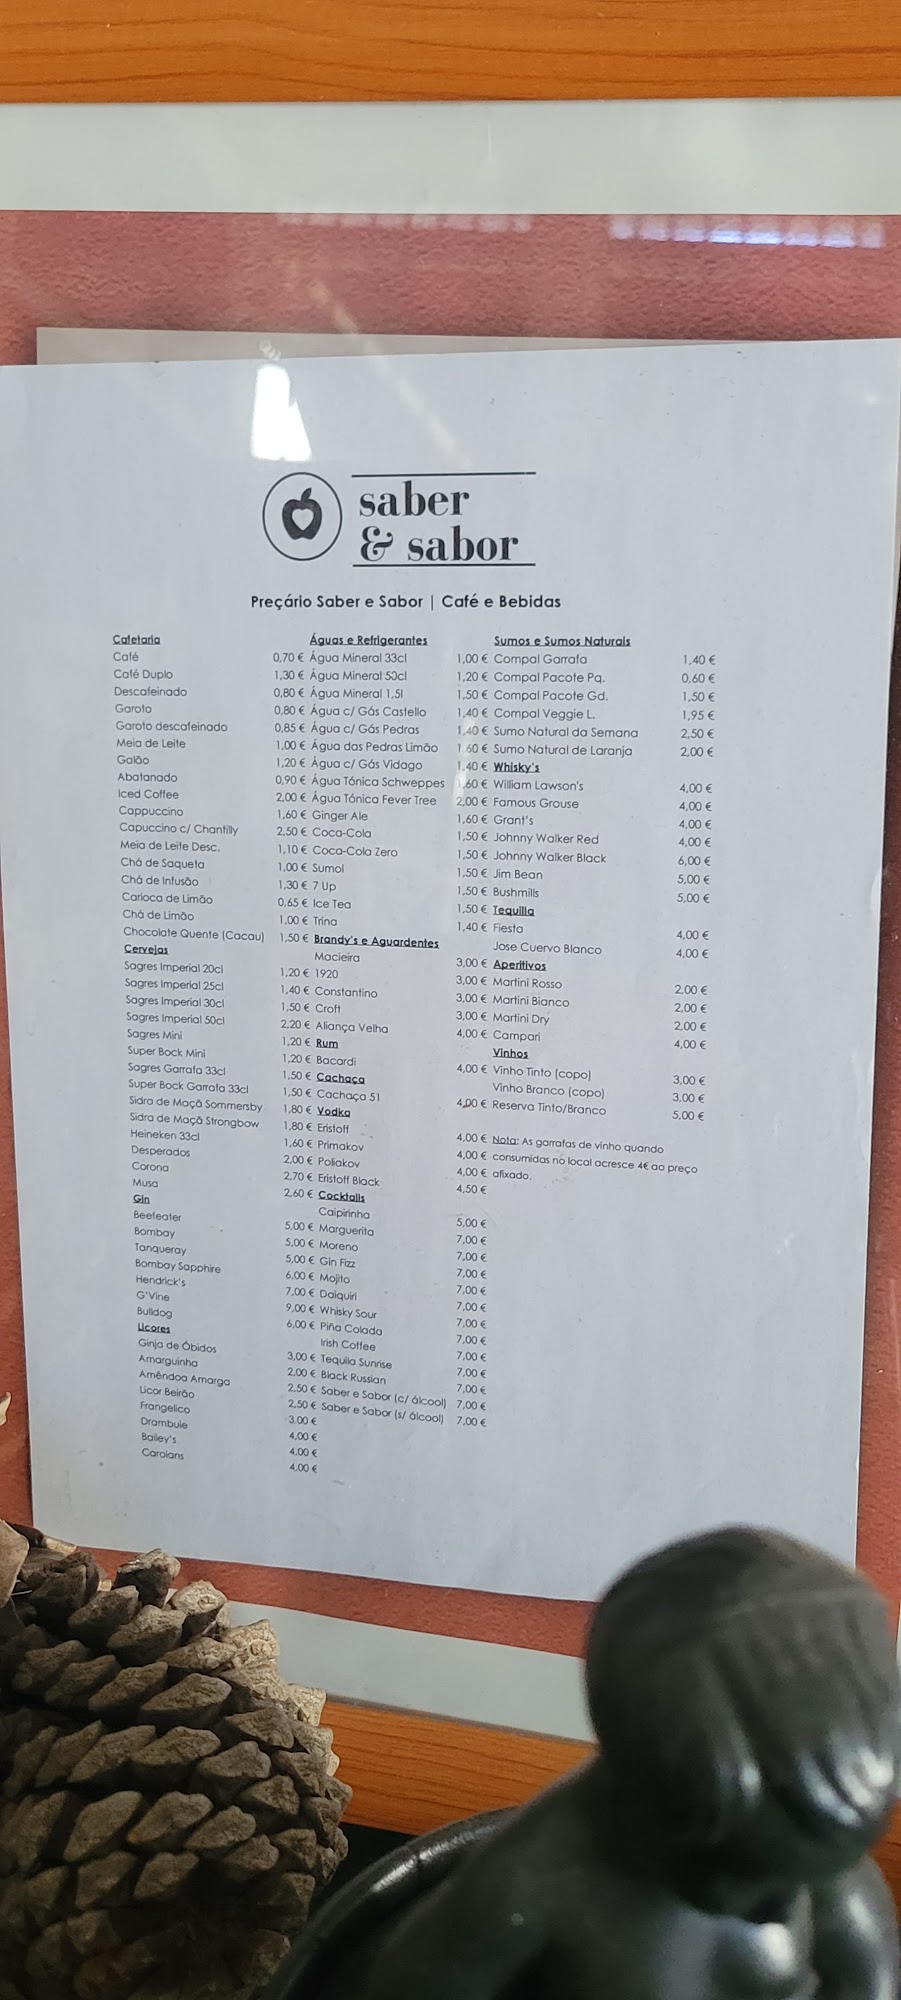 saber
& sabor
Preçário Saber e Sabor | Café e Bebidas
Cafetaria
Café 0,70 €
Café Duplo 1,30 €
Descafeinado 0,80 €
Garoto 0,80 €
Garoto descafeinado 0,85 €
Meia de Leite 1,00 €
Galão 1,20 €
Abatanado 0,90 €
Iced Coffee 2,00 €
Cappuccino 1,60 €
Capuccino c/ Chantilly 2,50 €
Meia de Leite Desc. 1,10 €
Chá de Saqueta 1,00 €
Chá de Infusão 1,30 €
Carioca de Limão 0,65 €
Chá de Limão 1,00 €
Chocolate Quente (Cacau) 1,50 €
Cervejas
Sagres Imperial 20cl 1,20 €
Sagres Imperial 25cl 1,40 €
Sagres Imperial 30cl 1,50 €
Sagres Imperial 50cl 2,20 €
Sagres Mini 1,20 €
Super Bock Mini 1,20 €
Sagres Garrafa 33cl 1,50 €
Super Bock Garrafa 33cl 1,50 €
Sidra de Maçã Sommersby 1,80 €
Sidra de Maçã Strongbow 1,80 €
Heineken 33cl 1,60 €
Desperados 2,00 €
Corona 2,70 €
Musa 2,60 €
Gin
Beefeater 5,00 €
Bombay 5,00 €
Tanqueray 5,00 €
Bombay Sapphire 6,00 €
Hendrick's 7,00 €
G'Vine 9,00 €
Bulldog 6,00 €
Licores
Ginja de Óbidos 3,00 €
Amarguinha 2,00 €
Amêndoa Amarga 2,50 €
Licor Beirão 2,50 €
Frangelico 3,00 €
Drambuie 4,00 €
Bailey's 4,00 €
Carolans 4,00 €
Águas e Refrigerantes
Água Mineral 33cl 1,00 €
Água Mineral 50cl 1,20 €
Água Mineral 1,5l 1,50 €
Água c/ Gás Castello 1,40 €
Água c/ Gás Pedras 1,40 €
Água das Pedras Limão 1,60 €
Água c/ Gás Vidago 1,40 €
Água Tónica Schweppes 1,60 €
Água Tónica Fever Tree 2,00 €
Ginger Ale 1,60 €
Coca-Cola 1,50 €
Coca-Cola Zero 1,50 €
Sumol 1,50 €
7 Up 1,50 €
Ice Tea 1,50 €
Trina 1,40 €
Brandy's e Aguardentes
Macieira 3,00 €
1920 3,00 €
Constantino 3,00 €
Croft 3,00 €
Aliança Velha 4,00 €
Rum
Bacardi 4,00 €
Cachaça
Cachaça 51 4,00 €
Vodka
Eristoff 4,00 €
Primakov 4,00 €
Poliakov 4,00 €
Eristoff Black 4,50 €
Cocktails
Caipirinha 5,00 €
Marguerita 7,00 €
Moreno 7,00 €
Gin Fizz 7,00 €
Mojito 7,00 €
Daiquiri 7,00 €
Whisky Sour 7,00 €
Piña Colada 7,00 €
Irish Coffee 7,00 €
Tequila Sunrise 7,00 €
Black Russian 7,00 €
Saber e Sabor (c/ álcool) 7,00 €
Saber e Sabor (s/ álcool) 7,00 €
Sumos e Sumos Naturais
Compal Garrafa 1,40 €
Compal Pacote Pq. 0,60 €
Compal Pacote Gd. 1,50 €
Compal Veggie L. 1,95 €
Sumo Natural da Semana 2,50 €
Sumo Natural de Laranja 2,00 €
Whisky's
William Lawson's 4,00 €
Famous Grouse 4,00 €
Grant's 4,00 €
Johnny Walker Red 4,00 €
Johnny Walker Black 6,00 €
Jim Bean 5,00 €
Bushmills 5,00 €
Tequilla
Fiesta 4,00 €
Jose Cuervo Blanco 4,00 €
Aperitivos
Martini Rosso 2,00 €
Martini Bianco 2,00 €
Martini Dry 2,00 €
Campari 4,00 €
Vinhos
Vinho Tinto (copo) 3,00 €
Vinho Branco (copo) 3,00 €
Reserva Tinto/Branco 5,00 €
Nota: As garrafas de vinho quando
consumidas no local acresce 4€ ao preço
afixado.